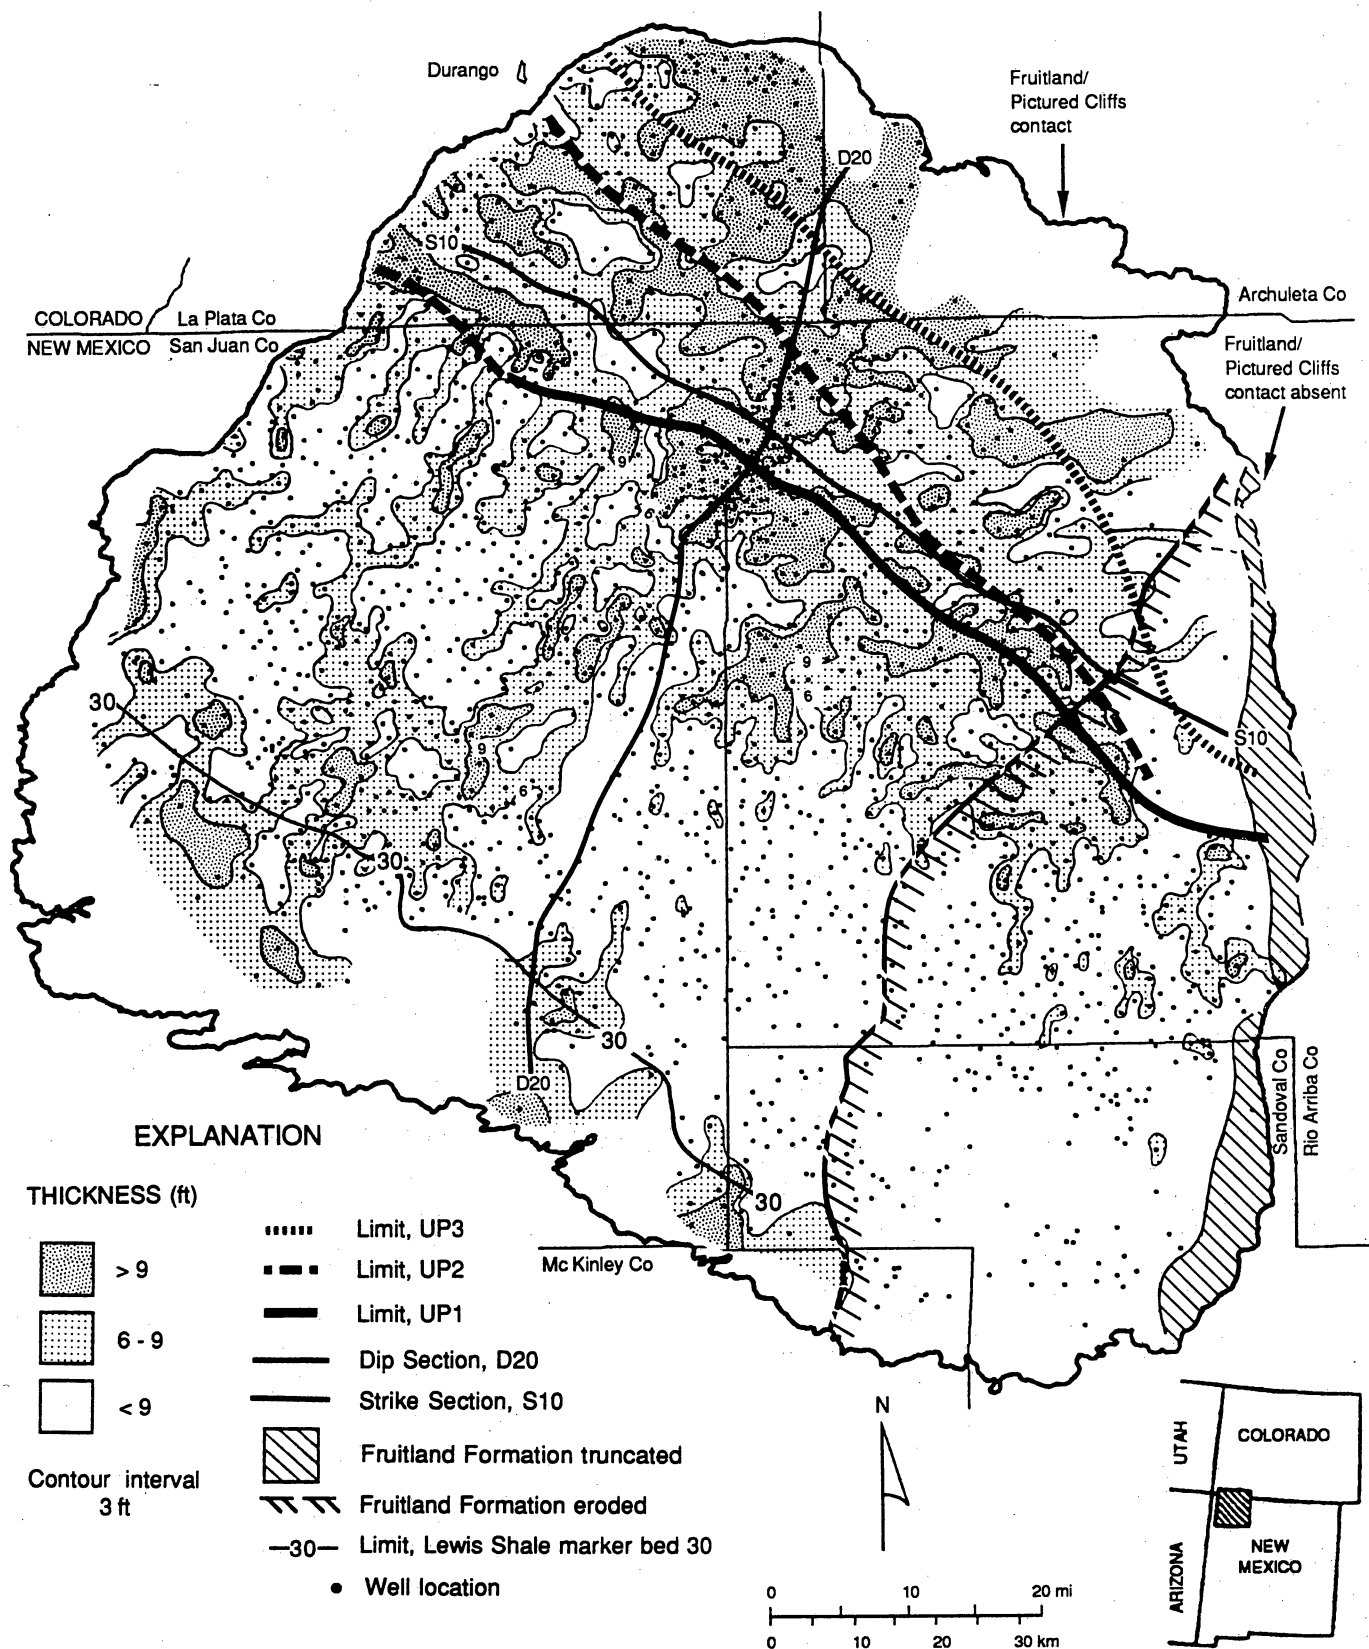 Durango
Fruitland/
Pictured Cliffs
contact
D20
S10
COLORADO
La Plata Co
Archuleta Co
NEW MEXICO
San Juan Co
Fruitland/
Pictured Cliffs
contact absent
9
6
9
6
30
S10
9
6
30
30
D20
Sandoval Co
Rio Arriba Co
30
Mc Kinley Co
EXPLANATION
THICKNESS (ft)
> 9
6 - 9
< 9
Contour interval
3 ft
Limit, UP3
Limit, UP2
Limit, UP1
Dip Section, D20
Strike Section, S10
Fruitland Formation truncated
Fruitland Formation eroded
—30— Limit, Lewis Shale marker bed 30
Well location
N
0 10 20 mi
0 10 20 30 km
UTAH
COLORADO
ARIZONA
NEW
MEXICO